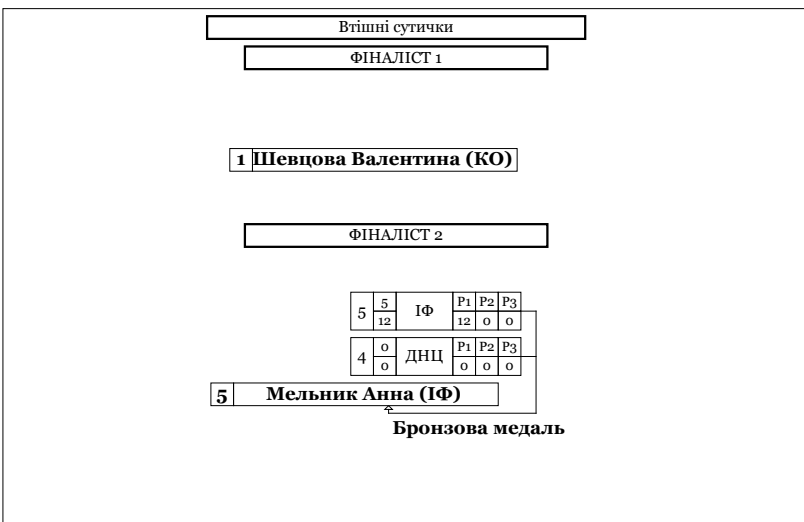 Втішні сутички
ФІНАЛІСТ 1
1 Шевцова Валентина (КО)
ФІНАЛІСТ 2
5 5 12 ІФ P1 P2 P3 12 0 0
4 0 0 ДНЦ P1 P2 P3 0 0 0
5 Мельник Анна (ІФ)
Бронзова медаль